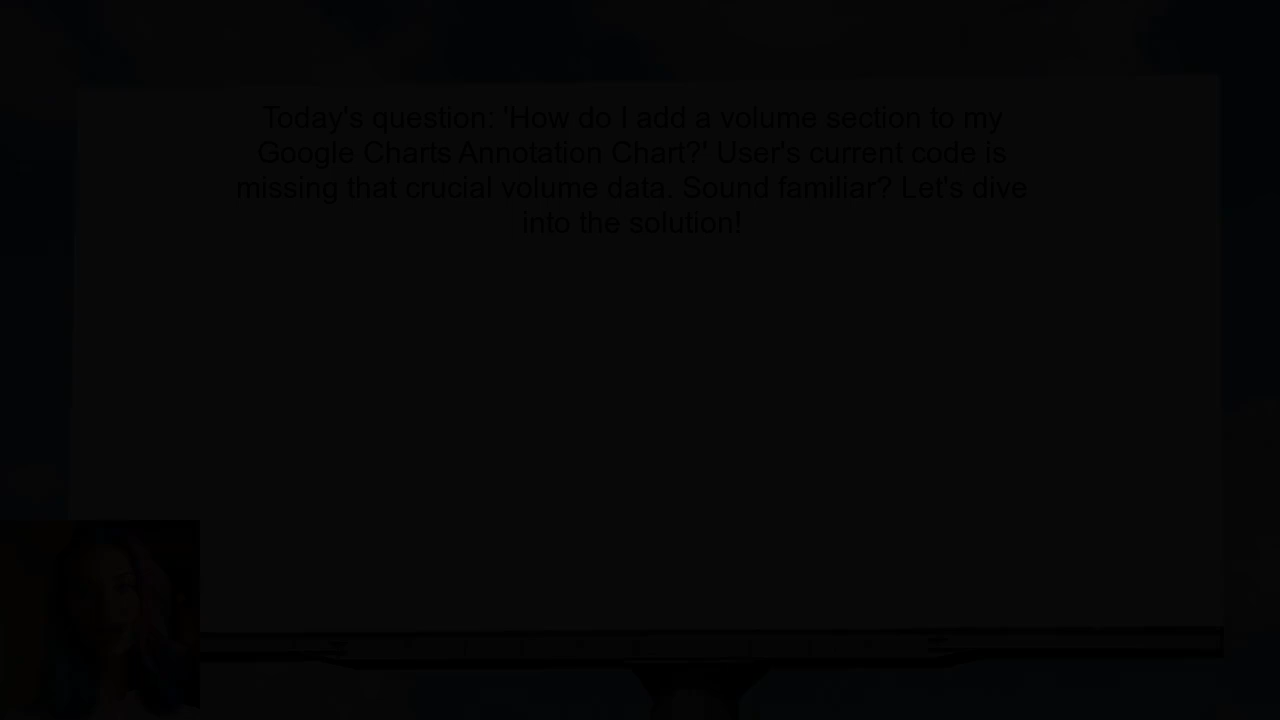 Today's question: 'How do I add a volume section to my
Google Charts Annotation Chart?' User's current code is
missing that crucial volume data. Sound familiar? Let's dive
into the solution!